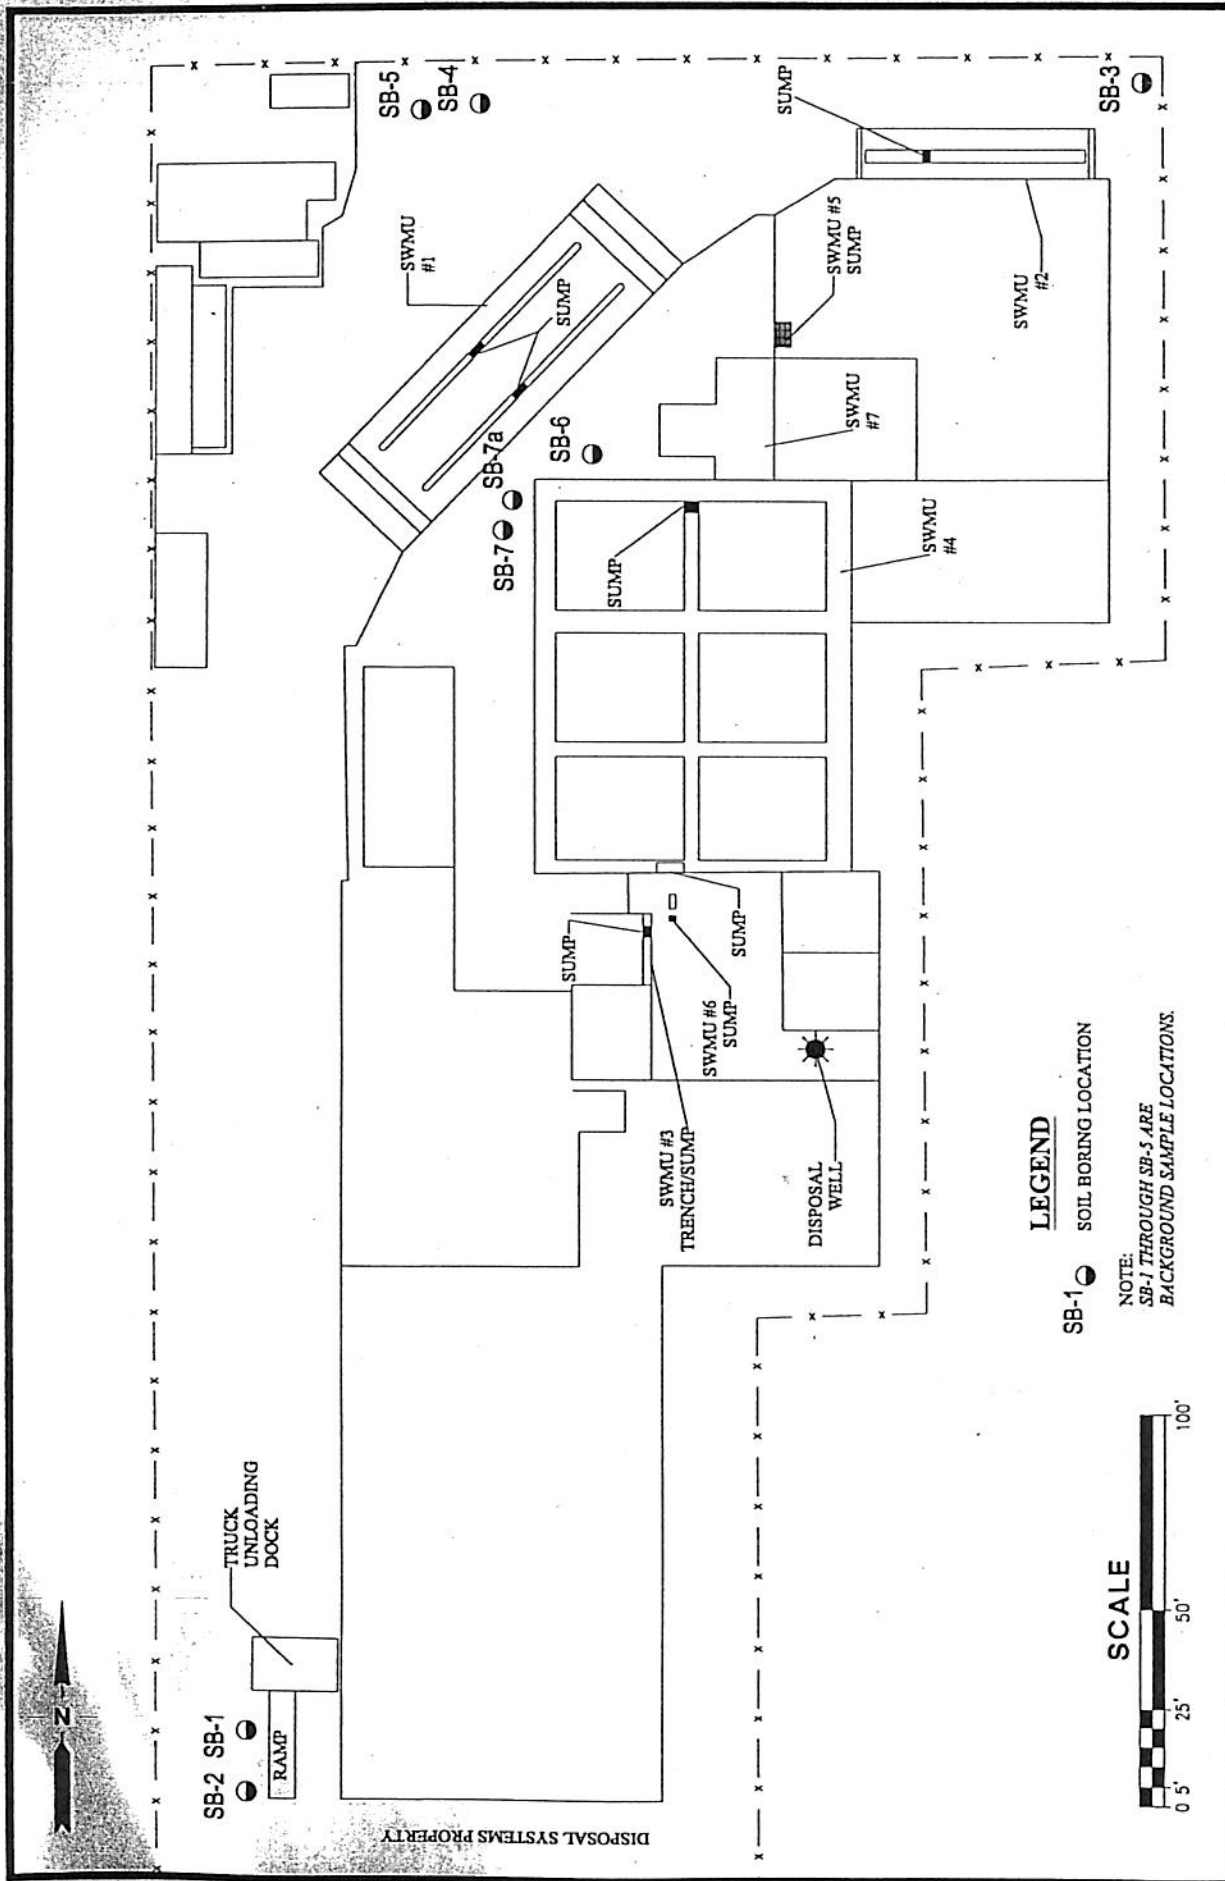 SB-5
SB-4
SUMP
SB-3
SWMU
#1
SUMP
SWMU #5
SUMP
SWMU
#2
SB-7a
SB-6
SWMU
#7
SB-7
SUMP
SWMU
#4
SUMP
SUMP
SWMU #6
SUMP
SWMU #3
TRENCH/SUMP
DISPOSAL
WELL
TRUCK
UNLOADING
DOCK
N
SB-2
SB-1
RAMP
DISPOSAL SYSTEMS PROPERTY
LEGEND
SB-1
SOIL BORING LOCATION
NOTE:
SB-1 THROUGH SB-5 ARE
BACKGROUND SAMPLE LOCATIONS.
SCALE
0 5' 25' 50' 100'